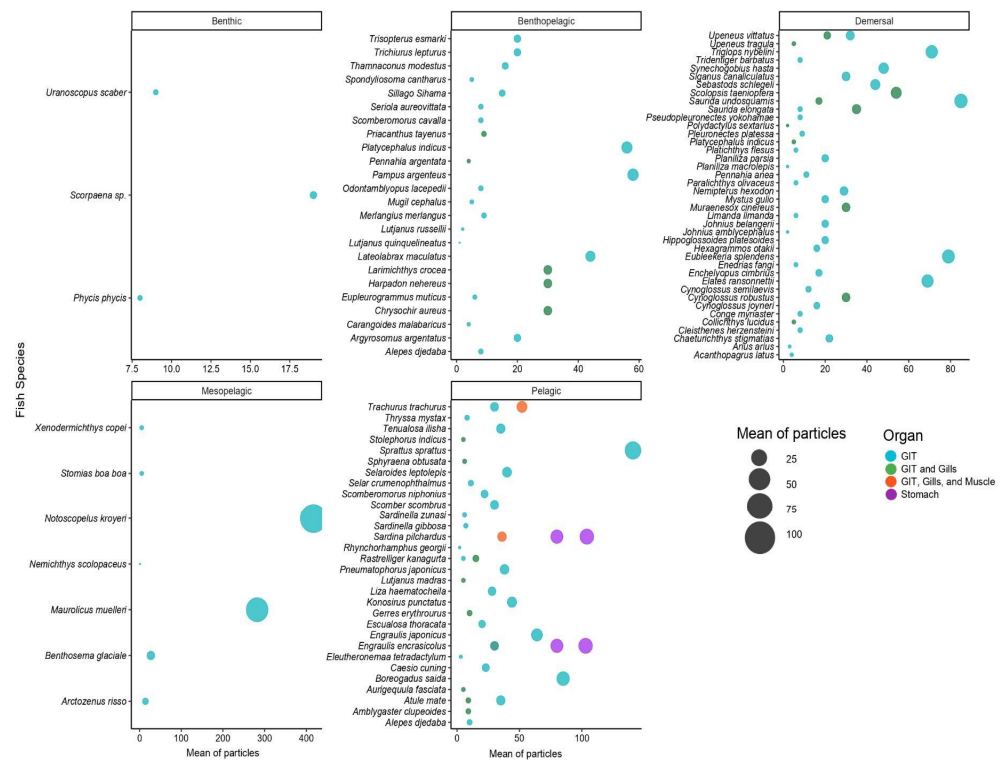 Benthic
Uranoscopus scaber
Scorpaena sp.
Phycis phycis
7.5 10.0 12.5 15.0 17.5
Benthopelagic
Trisopterus esmarki
Trichiurus lepturus
Thamnaconus modestus
Spondyliosoma cantharus
Sillago Sihama
Seriola aureovittata
Scomberomorus cavalla
Priacanthus tayenus
Platycephalus indicus
Pennahia argentata
Pampus argenteus
Odontamblyopus lacepedii
Mugil cephalus
Merlangius merlangus
Lutjanus russellii
Lutjanus quinquelineatus
Lateolabrax maculatus
Larimichthys crocea
Harpadon nehereus
Eupleurogrammus muticus
Chrysochir aureus
Carangoides malabaricus
Argyrosomus argentatus
Alepes djedaba
0 20 40 60
Demersal
Upeneus vittatus
Upeneus tragula
Triglops nybelini
Tridentiger barbatus
Synechogobius hasta
Siganus canaliculatus
Sebastods schlegeli
Scolopsis taenioptera
Saurida undosquamis
Saurida elongata
Pseudopleuronectes yokohamae
Polydactylus sextarius
Pleuronectes platessa
Platycephalus indicus
Platichthys flesus
Planiliza parsia
Planiliza macrolepis
Pennahia anea
Paralichthys olivaceus
Nemipterus hexodon
Mystus gulio
Muraenesox cinereus
Limanda limanda
Johnius belangerii
Johnius amblycephalus
Hippoglossoides platesoides
Hexagrammos otakii
Eubleekeria splendens
Enedrias fangi
Enchelyopus cimbrius
Elates ransonnettii
Cynoglossus semilaevis
Cynoglossus robustus
Cynoglossus joyneri
Conge myriaster
Collichthys lucidus
Cleisthenes herzensteini
Chaeturichthys stigmatias
Arius arius
Acanthopagrus latus
0 20 40 60 80
Fish Species
Mesopelagic
Xenodermichthys copei
Stomias boa boa
Notoscopelus kroyeri
Nemichthys scolopaceus
Maurolicus muelleri
Benthosema glaciale
Arctozenus risso
0 100 200 300 400
Mean of particles
Pelagic
Trachurus trachurus
Thryssa mystax
Tenualosa ilisha
Stolephorus indicus
Sprattus sprattus
Sphyraena obtusata
Selaroides leptolepis
Selar crumenophthalmus
Scomberomorus niphonius
Scomber scombrus
Sardinella zunasi
Sardinella gibbosa
Sardina pilchardus
Rhynchorhamphus georgii
Rastrelliger kanagurta
Pneumatophorus japonicus
Lutjanus madras
Liza haematocheila
Konosirus punctatus
Gerres erythrourus
Escualosa thoracata
Engraulis japonicus
Engraulis encrasicolus
Eleutheronema tetradactylum
Caesio cuning
Boreogadus saida
Aurigequula fasciata
Atule mate
Amblygaster clupeoides
Alepes djedaba
0 50 100
Mean of particles
Mean of particles
25
50
75
100
Organ
GIT
GIT and Gills
GIT, Gills, and Muscle
Stomach